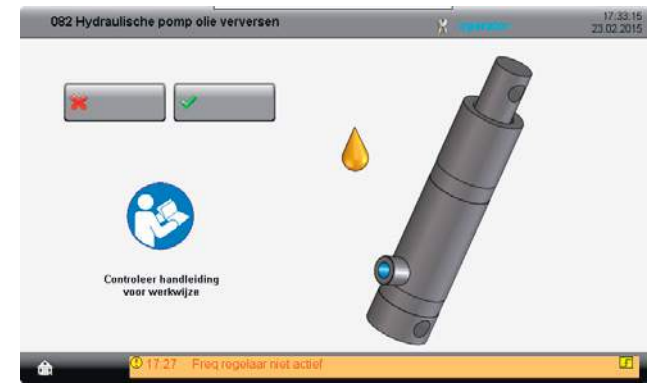 082 Hydraulische pomp olie verversen
operator
17:33:15
23.02.2015
Controleer handleiding
voor werkwijze
17:27 Freq regelaar niet actief